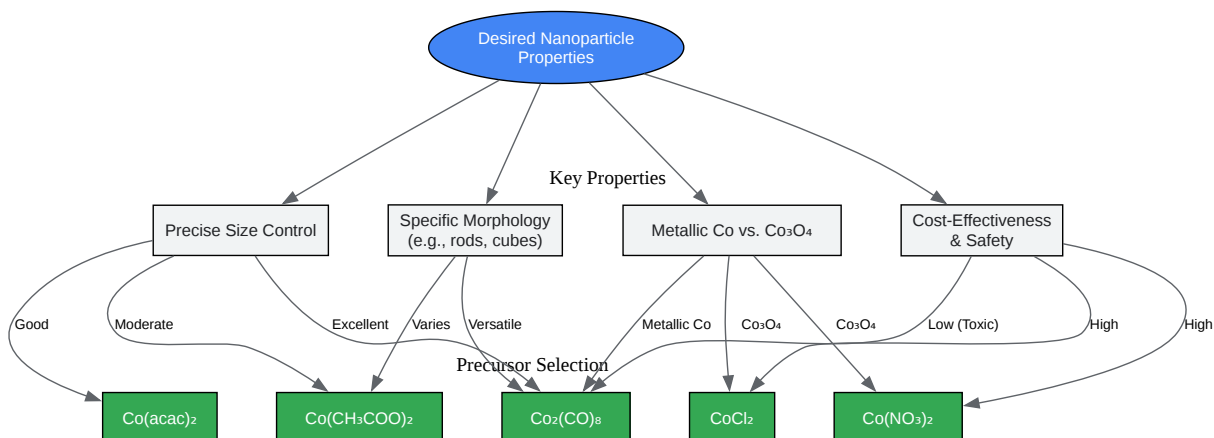 Desired Nanoparticle
Properties
Key Properties
Precise Size Control
Specific Morphology
(e.g., rods, cubes)
Metallic Co vs. Co₃O₄
Cost-Effectiveness
& Safety
Good
Moderate
Excellent
Varies
Versatile
Metallic Co
Co₃O₄
Co₃O₄
Low (Toxic)
High
High
Precursor Selection
Co(acac)₂
Co(CH₃COO)₂
Co₂(CO)₈
CoCl₂
Co(NO₃)₂